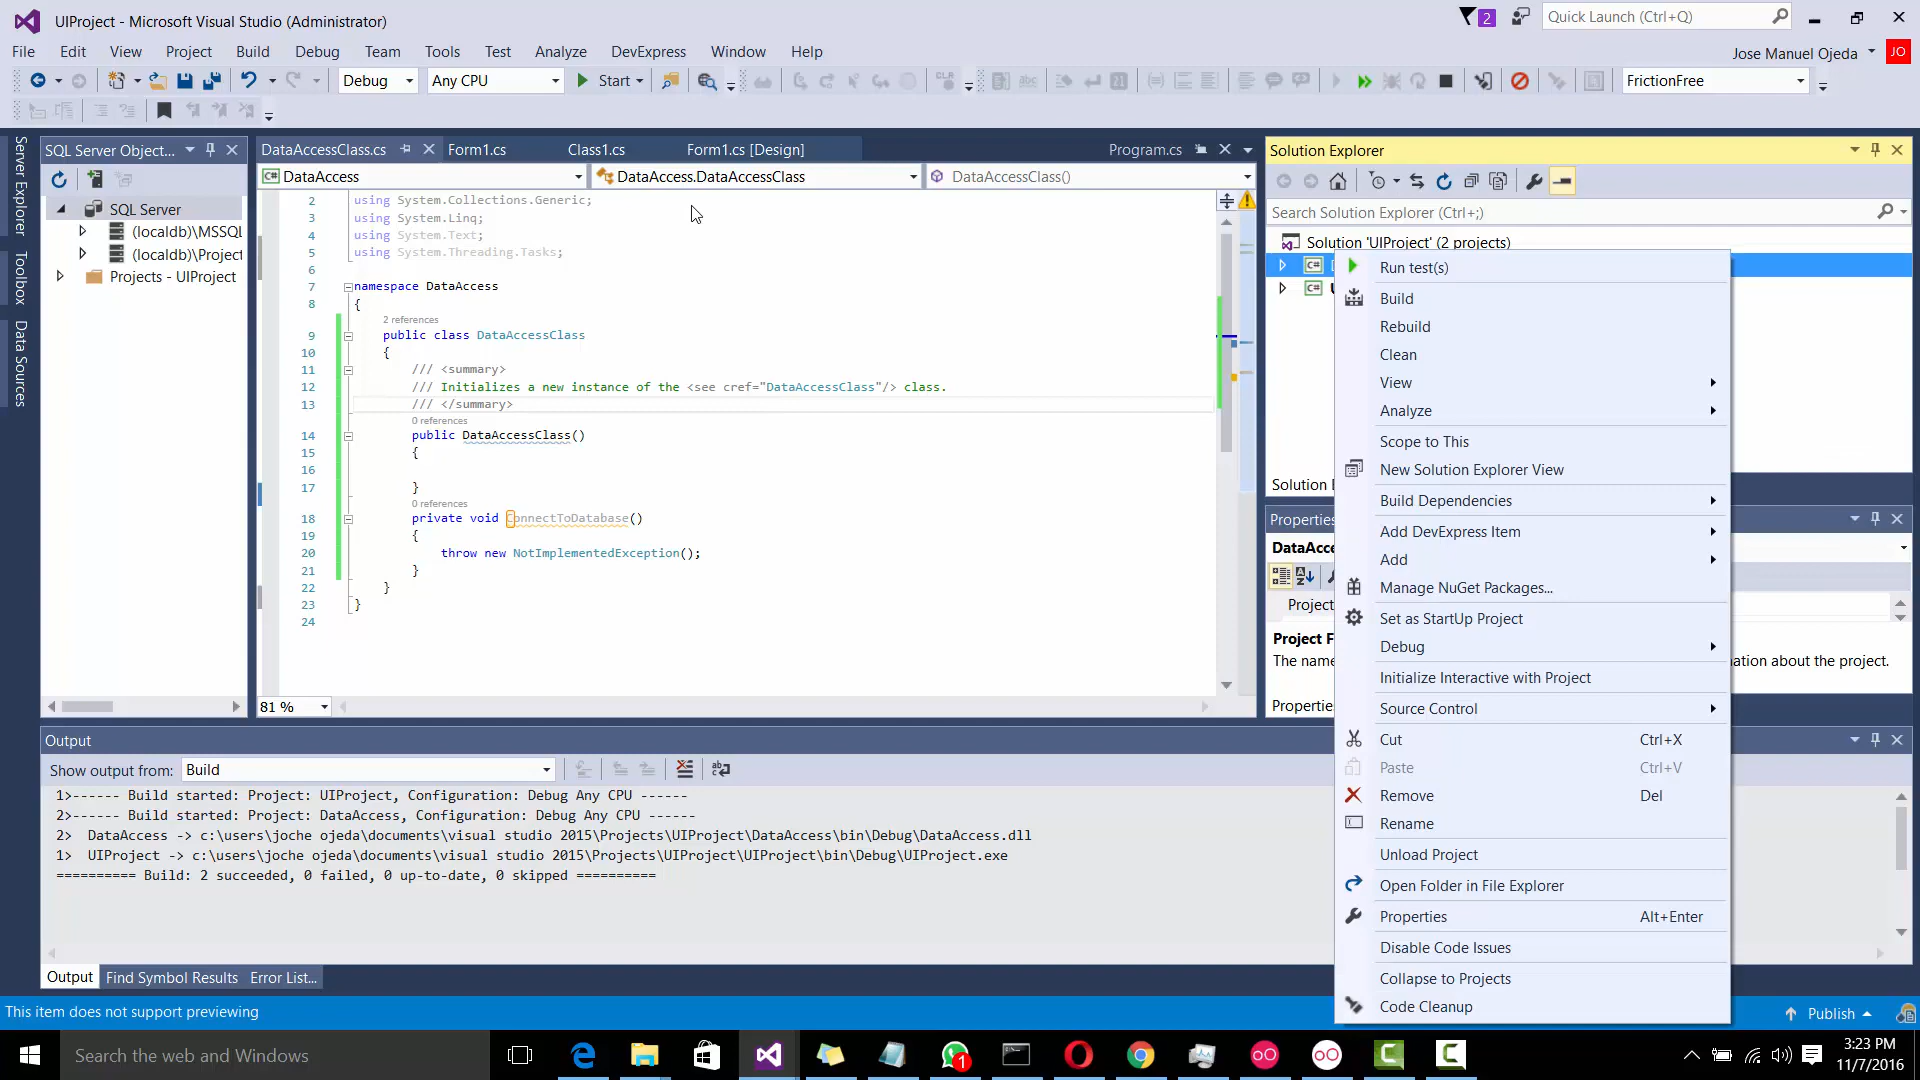 UIProject - Microsoft Visual Studio (Administrator)
2
Quick Launch (Ctrl+Q)
File Edit View Project Build Debug Team Tools Test Analyze DevExpress Window Help
Jose Manuel Ojeda JO
Debug Any CPU Start FrictionFree
Server Explorer
Toolbox
Data Sources
SQL Server Object...
SQL Server
(localdb)\MSSQL
(localdb)\Project
Projects - UIProject
DataAccessClass.cs Form1.cs Class1.cs Form1.cs [Design] Program.cs
DataAccess DataAccess.DataAccessClass DataAccessClass()
2 using System.Collections.Generic;
3 using System.Linq;
4 using System.Text;
5 using System.Threading.Tasks;
6
7 namespace DataAccess
8 {
2 references
9 public class DataAccessClass
10 {
11 /// <summary>
12 /// Initializes a new instance of the <see cref="DataAccessClass"/> class.
13 /// </summary>
0 references
14 public DataAccessClass()
15 {
16
17 }
0 references
18 private void ConnectToDatabase()
19 {
20 throw new NotImplementedException();
21 }
22 }
23 }
24
81 %
Solution Explorer
Search Solution Explorer (Ctrl+;)
Solution 'UIProject' (2 projects)
Run test(s)
Build
Rebuild
Clean
View
Analyze
Scope to This
New Solution Explorer View
Build Dependencies
Add DevExpress Item
Add
Manage NuGet Packages...
Set as StartUp Project
Debug
Initialize Interactive with Project
Source Control
Cut Ctrl+X
Paste Ctrl+V
Remove Del
Rename
Unload Project
Open Folder in File Explorer
Properties Alt+Enter
Disable Code Issues
Collapse to Projects
Code Cleanup
Solution
Properties
DataAcce
Project
Project F
The name
ation about the project.
Propertie
Output
Show output from: Build
1>------ Build started: Project: UIProject, Configuration: Debug Any CPU ------
2>------ Build started: Project: DataAccess, Configuration: Debug Any CPU ------
2> DataAccess -> c:\users\joche ojeda\documents\visual studio 2015\Projects\UIProject\DataAccess\bin\Debug\DataAccess.dll
1> UIProject -> c:\users\joche ojeda\documents\visual studio 2015\Projects\UIProject\UIProject\bin\Debug\UIProject.exe
========== Build: 2 succeeded, 0 failed, 0 up-to-date, 0 skipped ==========
Output Find Symbol Results Error List...
This item does not support previewing
Publish
Search the web and Windows
1
3:23 PM
11/7/2016